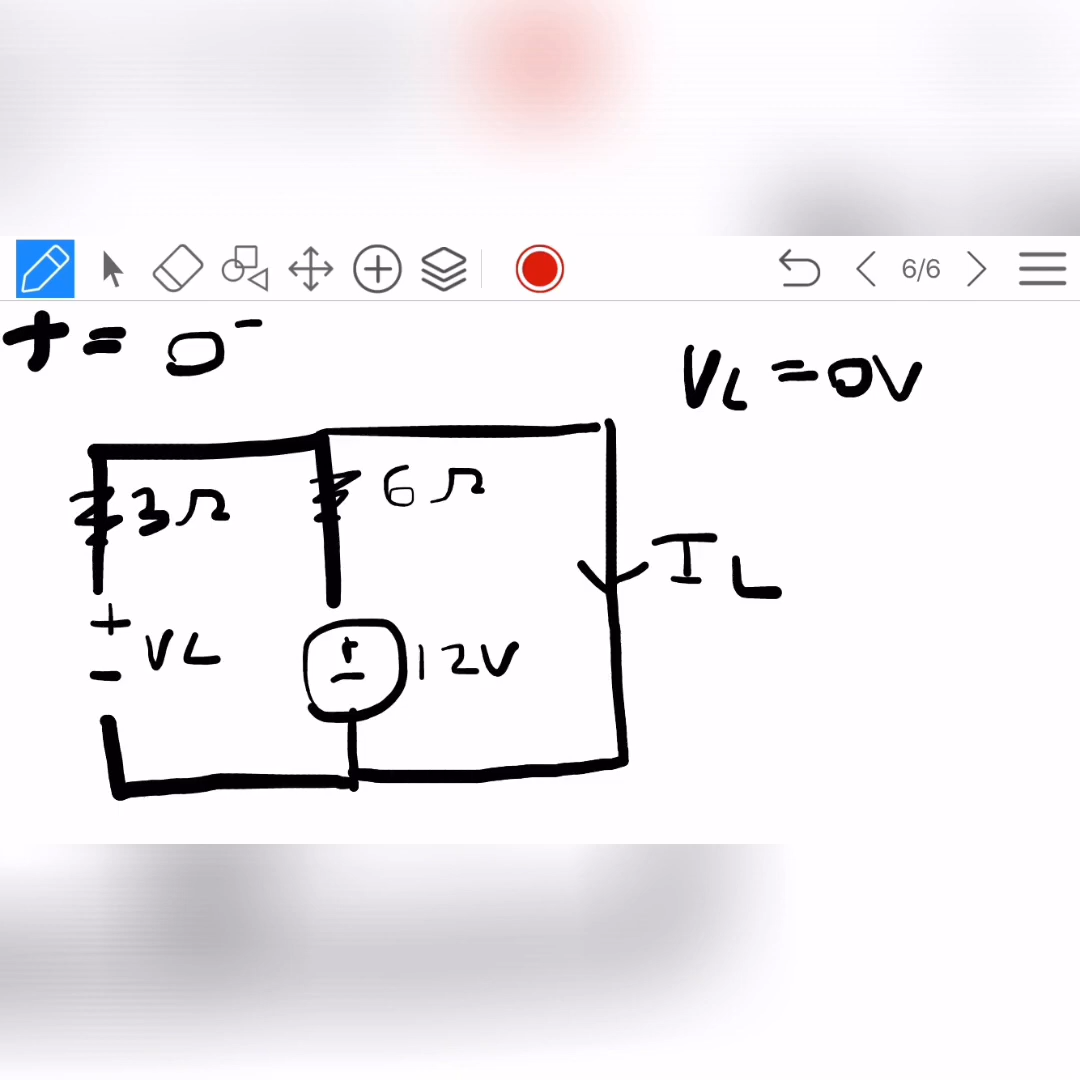 6/6
t = 0⁻
VL = 0V
3Ω
6Ω
IL
+
-
VL
+
-
12V